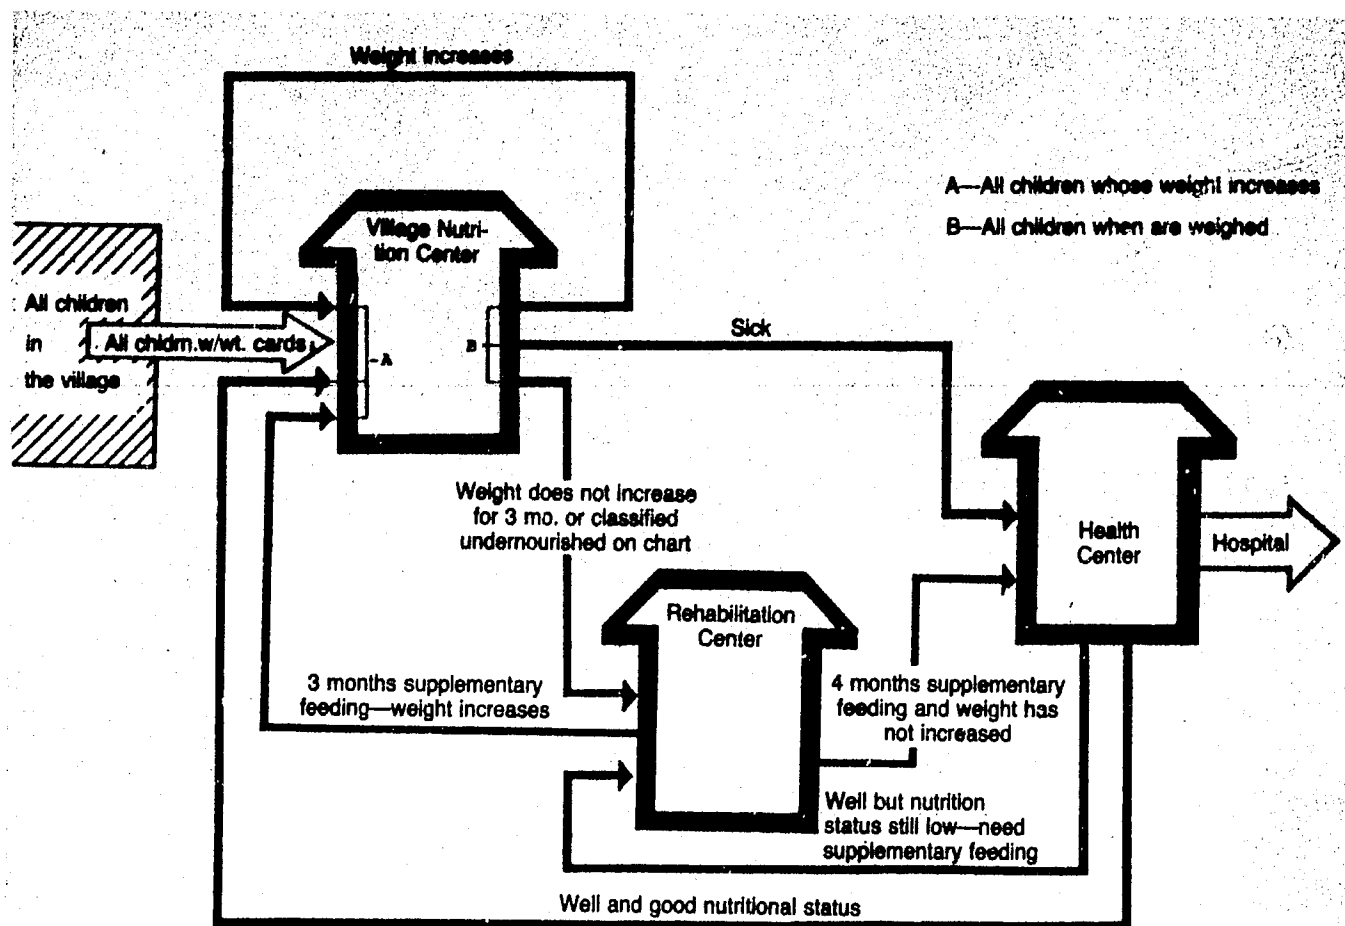 Weight increases
A—All children whose weight increases
B—All children when are weighed
Village Nutri-
tion Center
All children
in
the village
All childrn.w/wt. cards
A
B
Sick
Weight does not increase
for 3 mo. or classified
undernourished on chart
Health
Center
Hospital
Rehabilitation
Center
3 months supplementary
feeding—weight increases
4 months supplementary
feeding and weight has
not increased
Well but nutrition
status still low—need
supplementary feeding
Well and good nutritional status